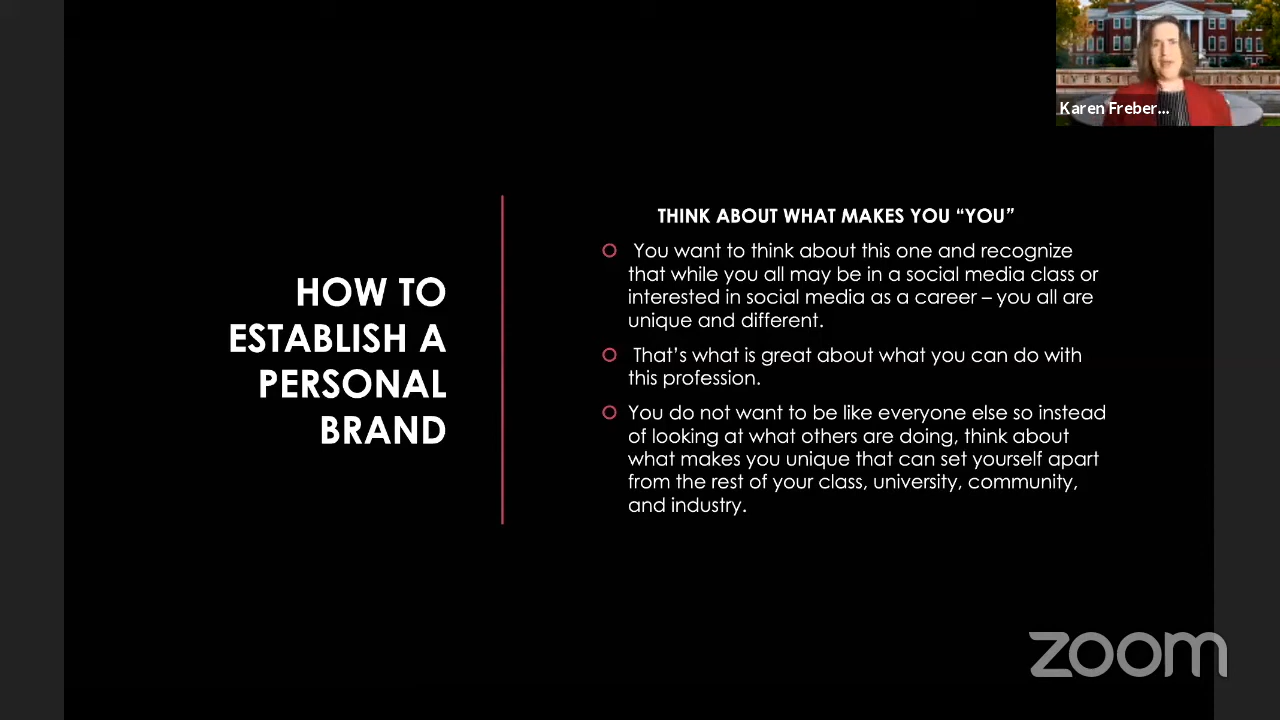 Karen Freber...
HOW TO
ESTABLISH A
PERSONAL
BRAND
THINK ABOUT WHAT MAKES YOU “YOU”
You want to think about this one and recognize
that while you all may be in a social media class or
interested in social media as a career – you all are
unique and different.
That’s what is great about what you can do with
this profession.
You do not want to be like everyone else so instead
of looking at what others are doing, think about
what makes you unique that can set yourself apart
from the rest of your class, university, community,
and industry.
zoom